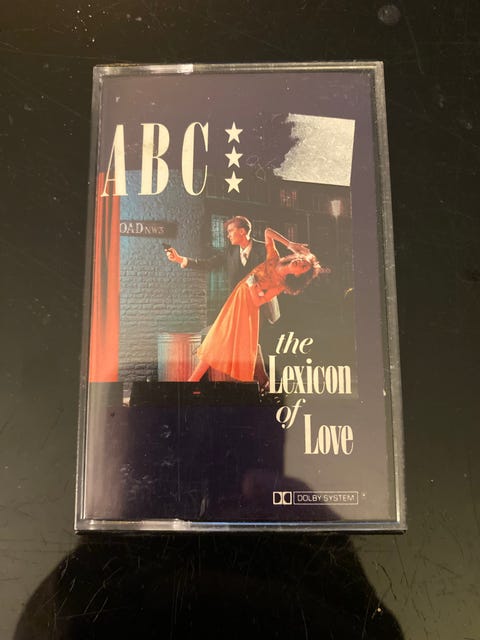 ABC
OAD NW3
the
Lexicon
of
Love
DOLBY SYSTEM